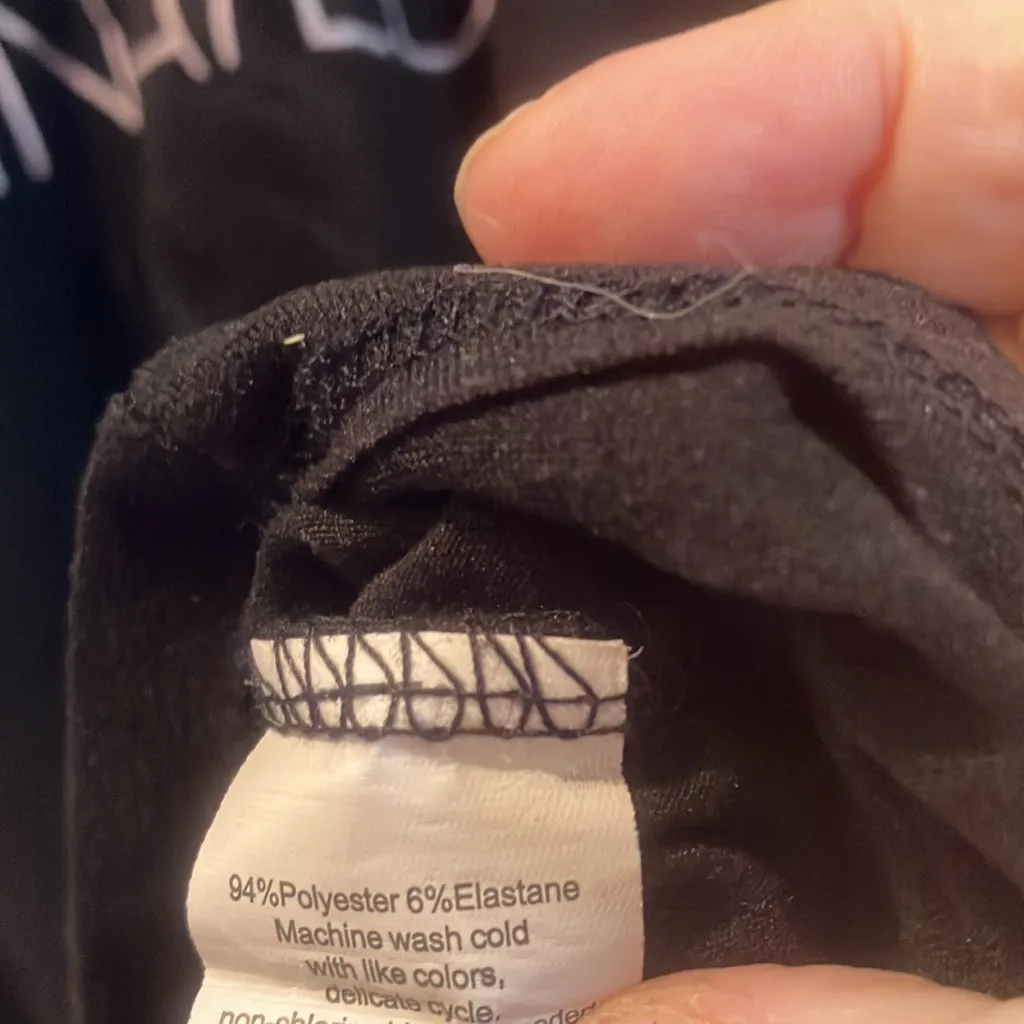 94%Polyester 6%Elastane
Machine wash cold
with like colors,
delicate cycle.